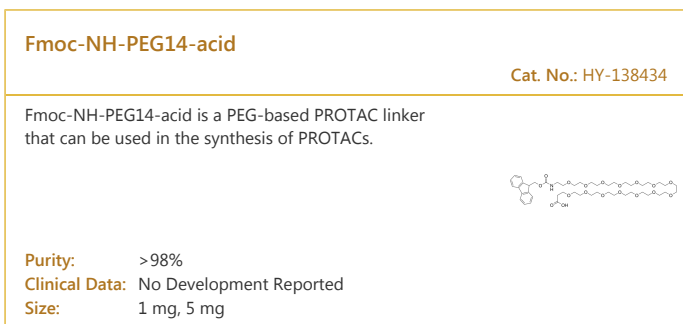 Fmoc-NH-PEG14-acid
Cat. No.: HY-138434
Fmoc-NH-PEG14-acid is a PEG-based PROTAC linker
that can be used in the synthesis of PROTACs.
Purity: >98%
Clinical Data: No Development Reported
Size: 1 mg, 5 mg